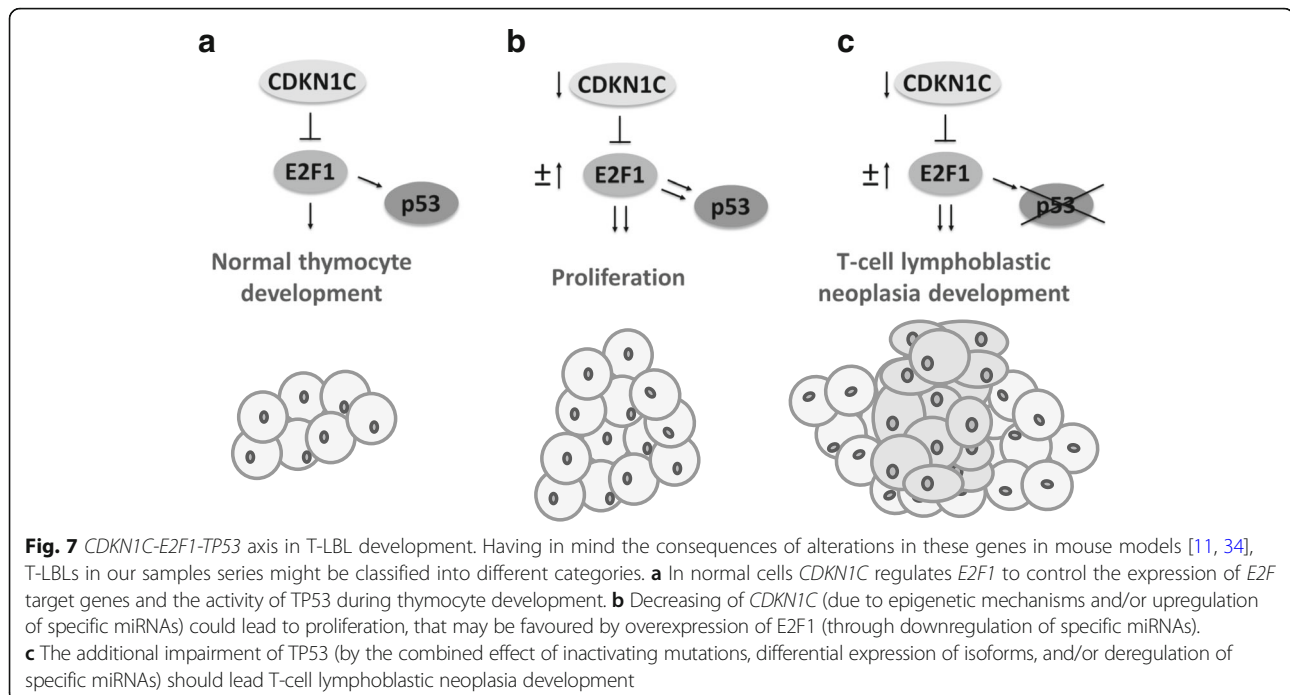 a
b
c
CDKN1C
↓ CDKN1C
↓ CDKN1C
E2F1
±↑ E2F1
±↑ E2F1
p53
p53
p53
Normal thymocyte
development
Proliferation
T-cell lymphoblastic
neoplasia development
Fig. 7 CDKN1C-E2F1-TP53 axis in T-LBL development. Having in mind the consequences of alterations in these genes in mouse models [11, 34],
T-LBLs in our samples series might be classified into different categories. a In normal cells CDKN1C regulates E2F1 to control the expression of E2F
target genes and the activity of TP53 during thymocyte development. b Decreasing of CDKN1C (due to epigenetic mechanisms and/or upregulation
of specific miRNAs) could lead to proliferation, that may be favoured by overexpression of E2F1 (through downregulation of specific miRNAs).
c The additional impairment of TP53 (by the combined effect of inactivating mutations, differential expression of isoforms, and/or deregulation of
specific miRNAs) should lead T-cell lymphoblastic neoplasia development